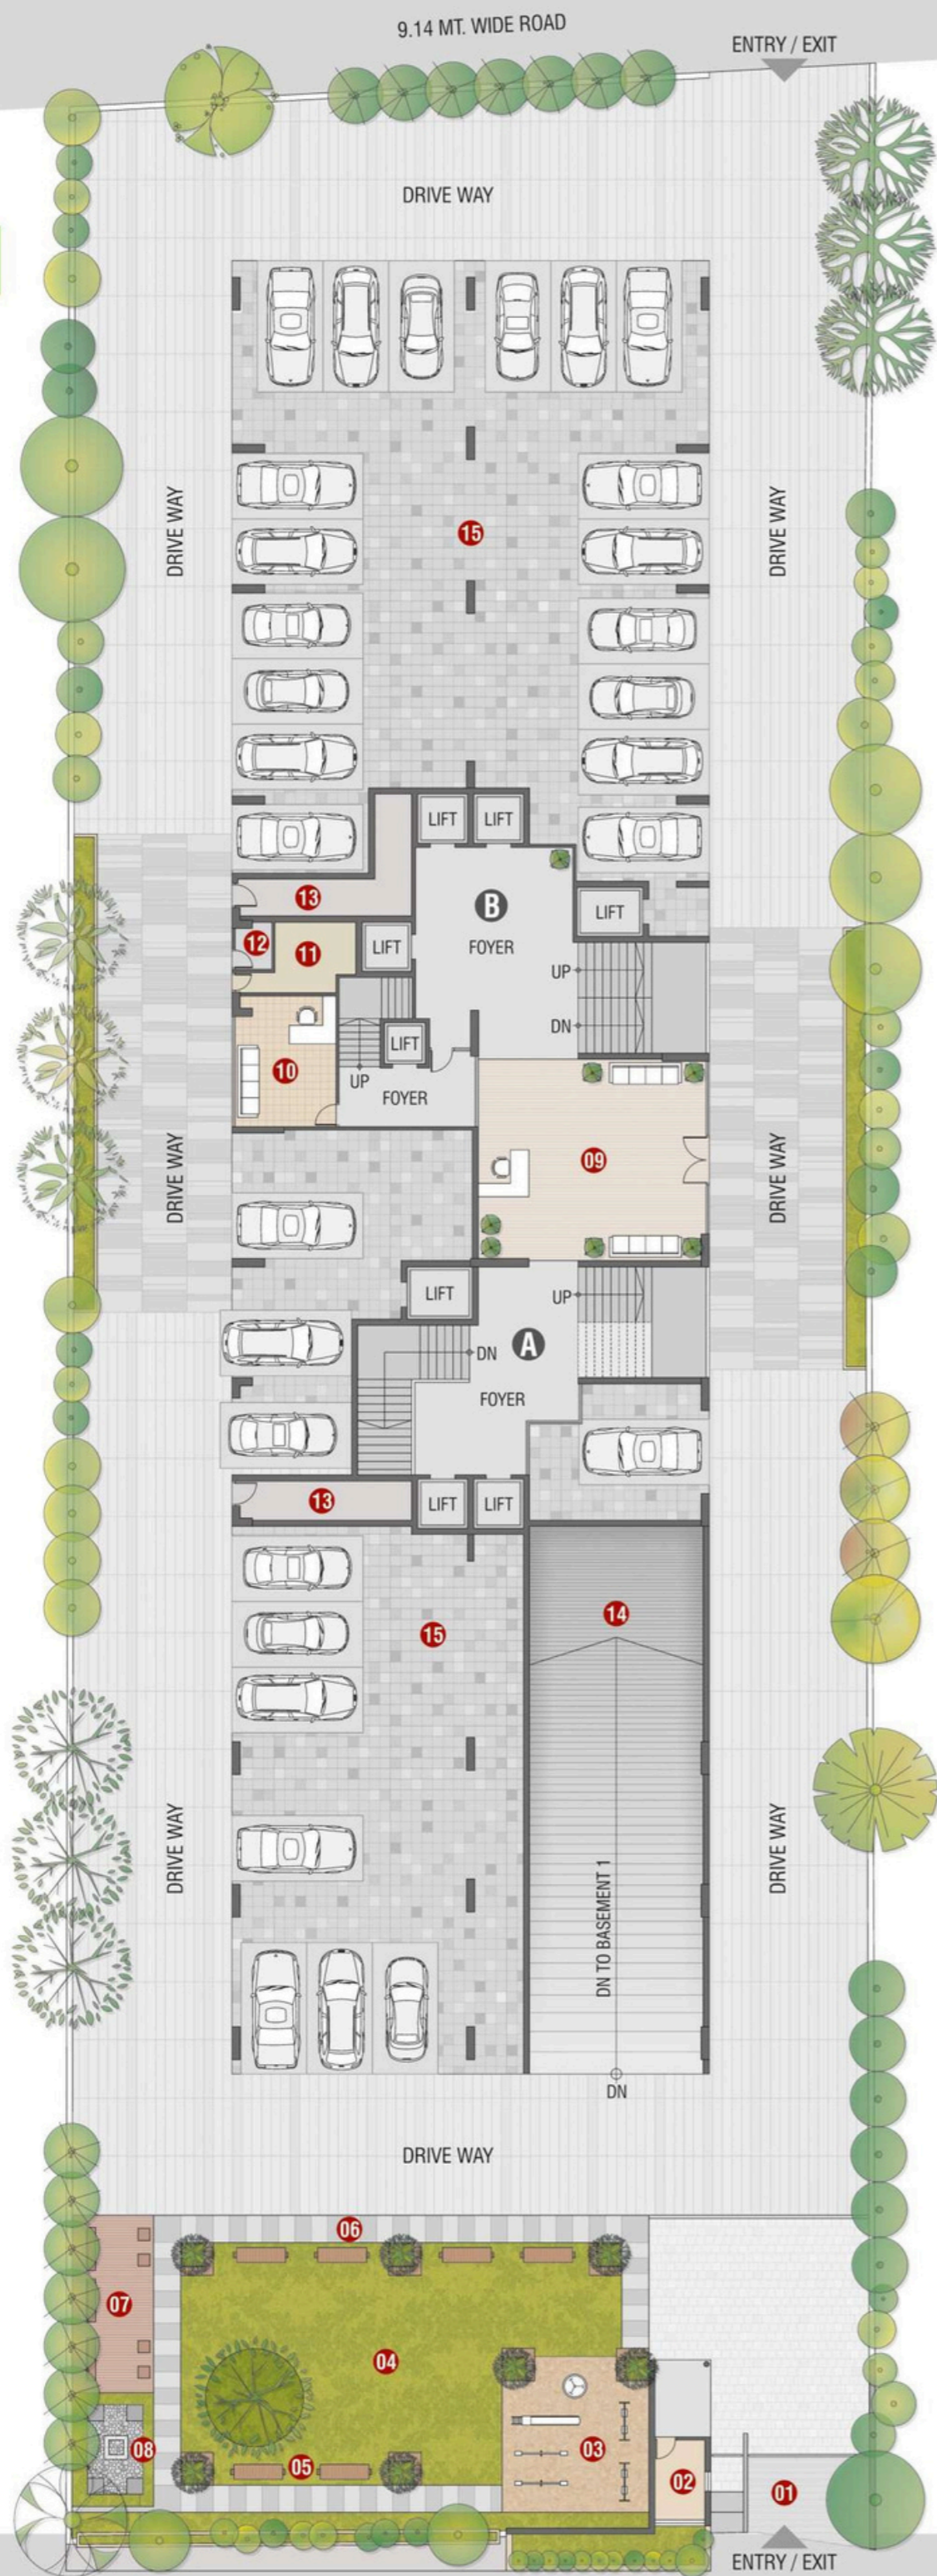 9.14 MT. WIDE ROAD
ENTRY / EXIT
DRIVE WAY
DRIVE WAY
15
DRIVE WAY
LIFT
LIFT
13
B
LIFT
12
11
LIFT
FOYER
UP
DN
LIFT
10
UP
FOYER
DRIVE WAY
09
DRIVE WAY
LIFT
UP
DN
A
FOYER
13
LIFT
LIFT
14
15
DRIVE WAY
DN TO BASEMENT 1
DRIVE WAY
DN
DRIVE WAY
06
07
04
08
05
03
02
01
ENTRY / EXIT